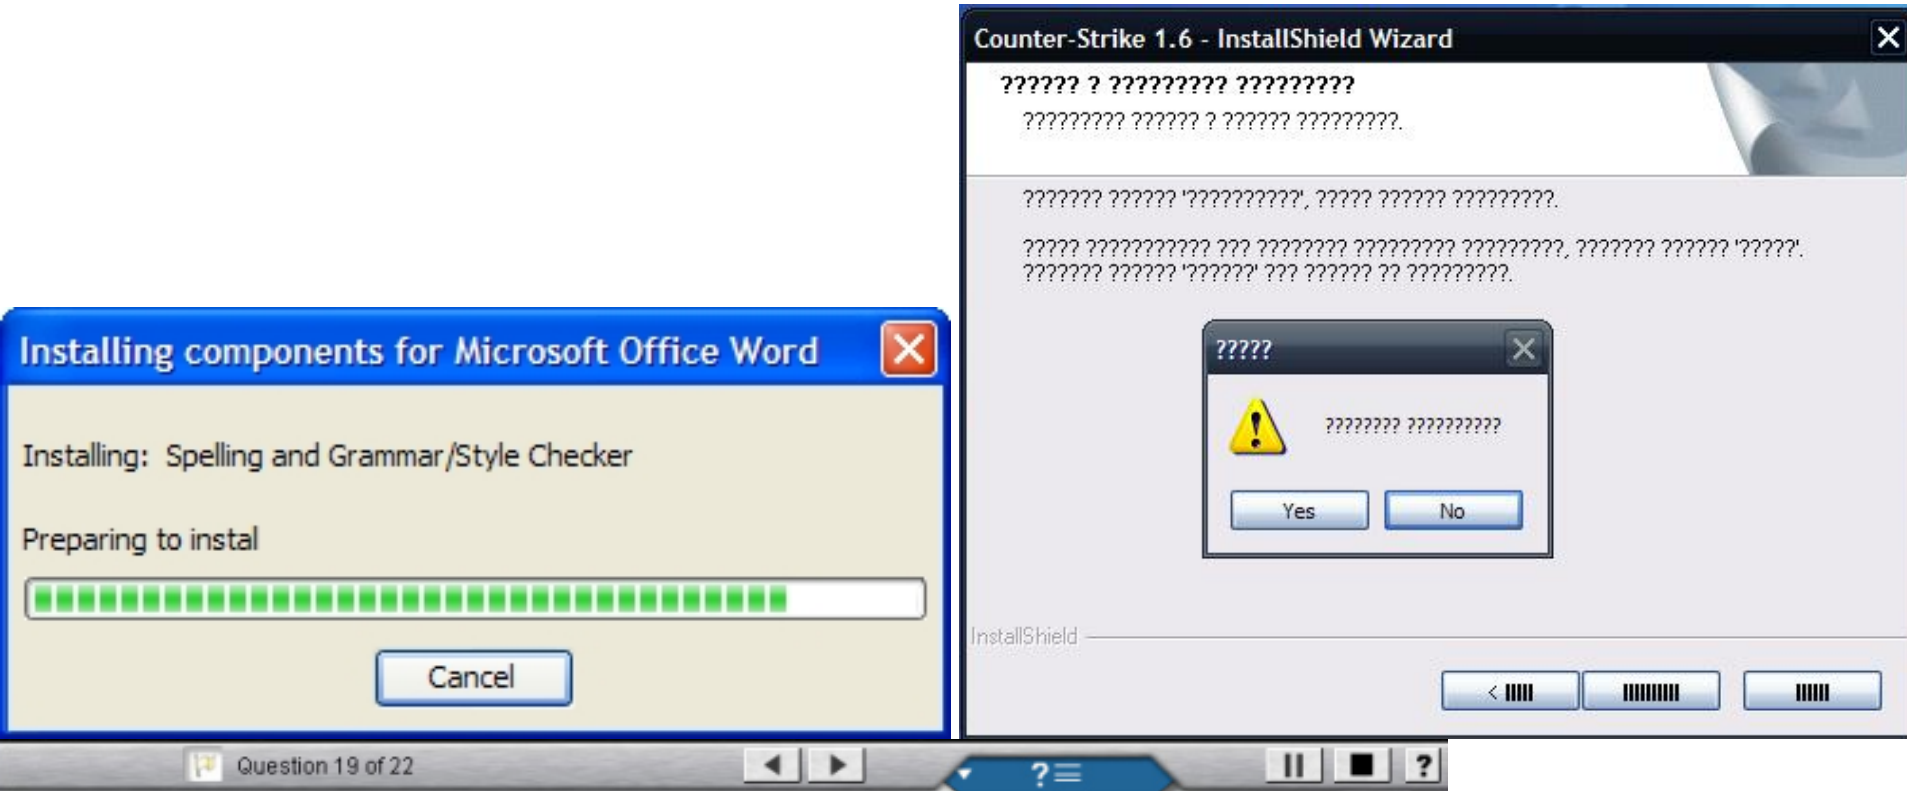 Installing components for Microsoft Office Word
Installing: Spelling and Grammar/Style Checker
Preparing to instal
Cancel
Counter-Strike 1.6 - InstallShield Wizard
?????? ? ????????? ?????????
????????? ?????? ? ?????? ?????????.
??????? ?????? '??????????', ????? ?????? ?????????.
????? ??????????? ??? ???????? ????????? ?????????, ??????? ?????? '?????'.
??????? ?????? '??????' ??? ?????? ?? ?????????.
?????
???????? ??????????
Yes
No
InstallShield
<
Question 19 of 22
?
?